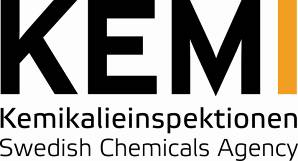 KEMI
Kemikalieinspektionen
Swedish Chemicals Agency